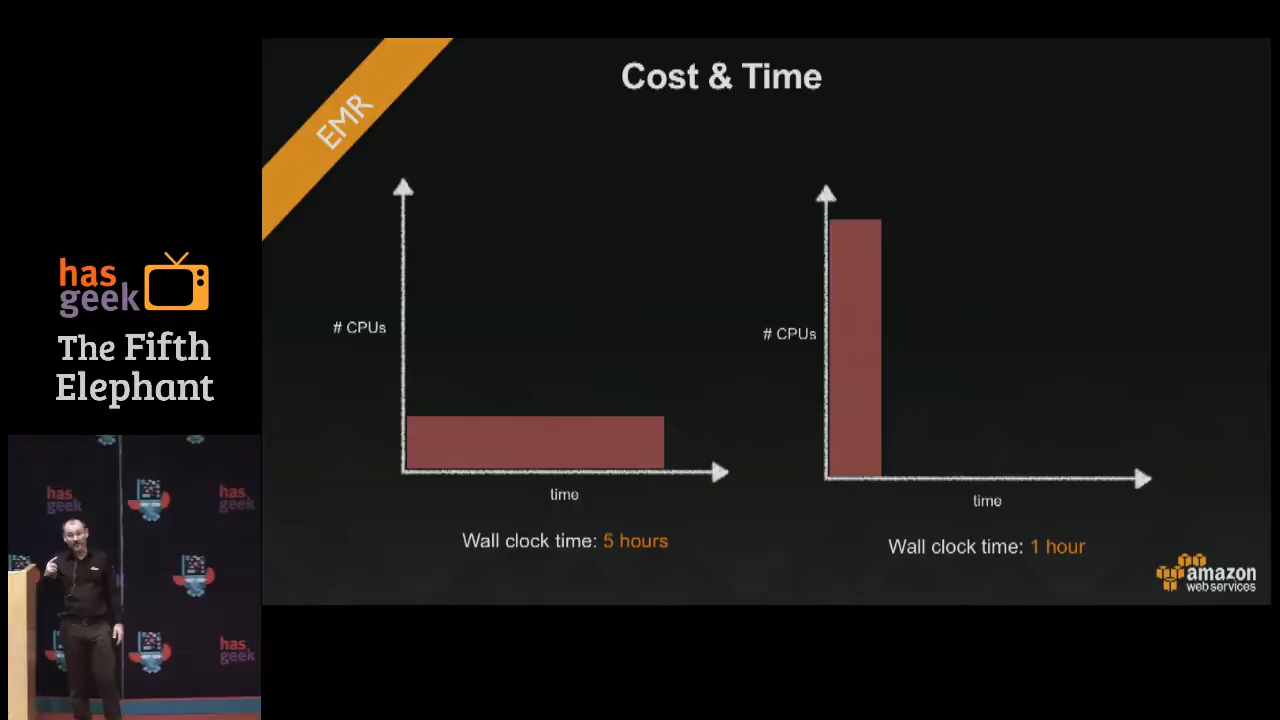 Cost & Time
EMR
# CPUs
time
Wall clock time: 5 hours
# CPUs
time
Wall clock time: 1 hour
amazon
web services
has
geek
The Fifth
Elephant
has
geek
has
geek
has
geek